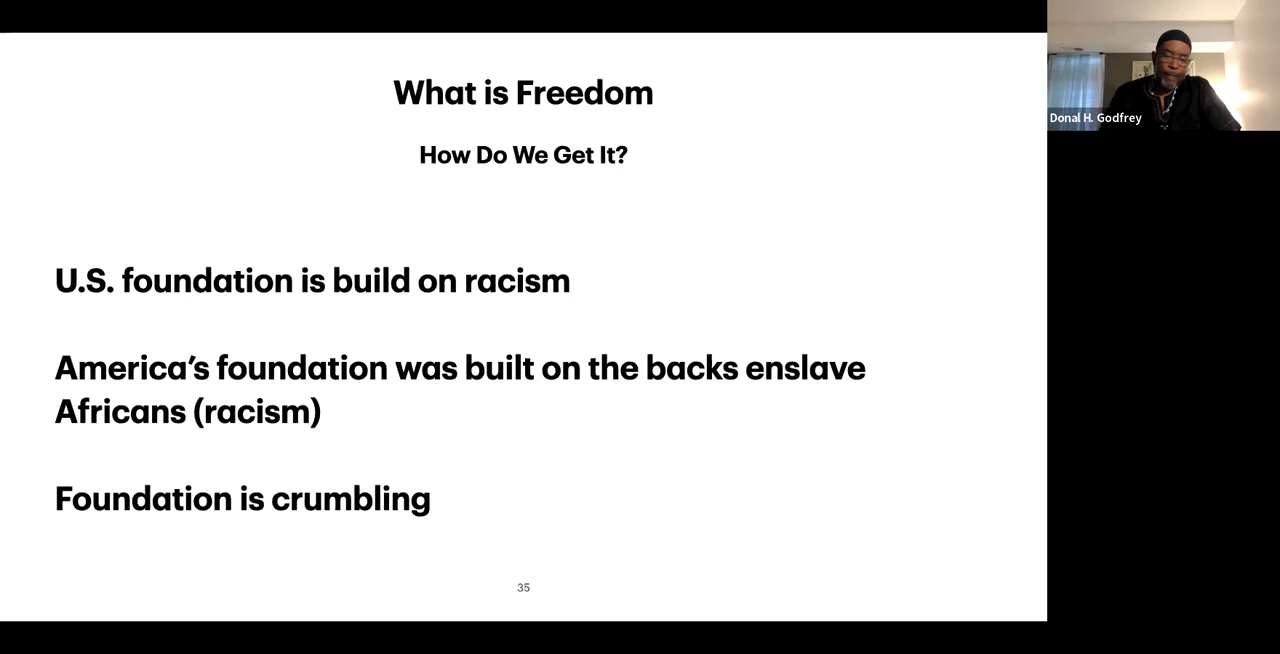 What is Freedom
How Do We Get It?
U.S. foundation is build on racism
America’s foundation was built on the backs enslave
Africans (racism)
Foundation is crumbling
35
Donal H. Godfrey